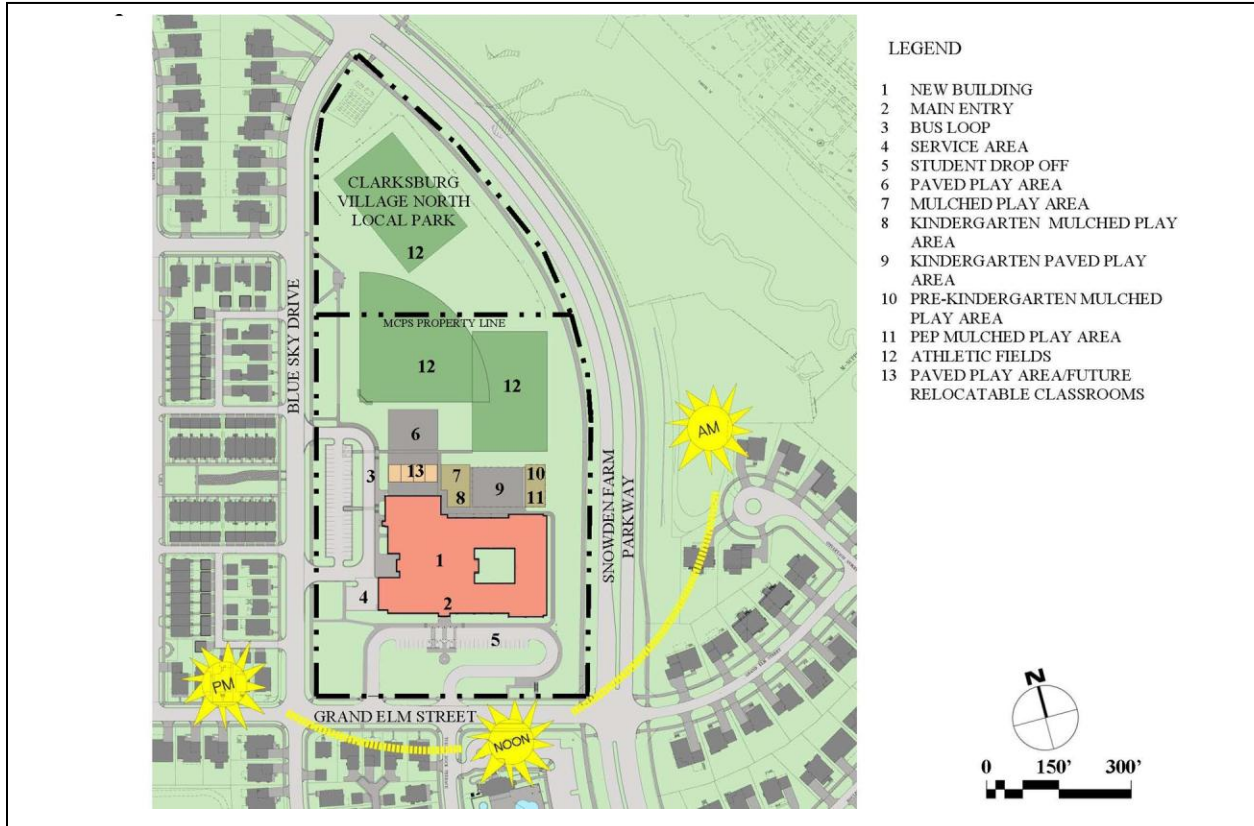 CLARKSBURG
VILLAGE NORTH
LOCAL PARK
12
MCPS PROPERTY LINE
12
12
BLUE SKY DRIVE
SNOWDEN FARM
PARKWAY
6
3
13
7
10
8
9
11
1
4
2
5
AM
PM
NOON
GRAND ELM STREET
LEGEND
1 NEW BUILDING
2 MAIN ENTRY
3 BUS LOOP
4 SERVICE AREA
5 STUDENT DROP OFF
6 PAVED PLAY AREA
7 MULCHED PLAY AREA
8 KINDERGARTEN MULCHED PLAY
AREA
9 KINDERGARTEN PAVED PLAY
AREA
10 PRE-KINDERGARTEN MULCHED
PLAY AREA
11 PEP MULCHED PLAY AREA
12 ATHLETIC FIELDS
13 PAVED PLAY AREA/FUTURE
RELOCATABLE CLASSROOMS
N
0 150' 300'